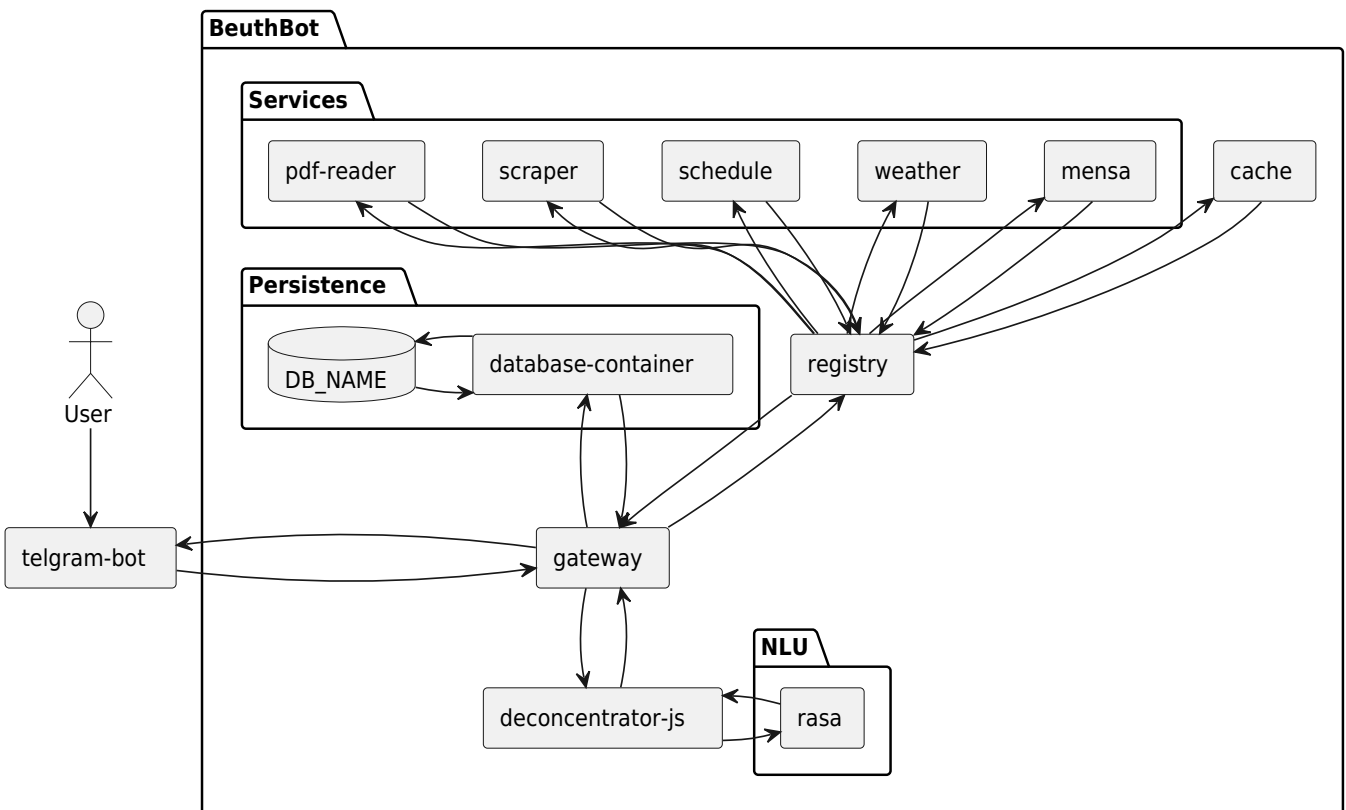 BeuthBot
Services
pdf-reader
scraper
schedule
weather
mensa
cache
Persistence
DB_NAME
database-container
registry
User
telgram-bot
gateway
NLU
deconcentrator-js
rasa